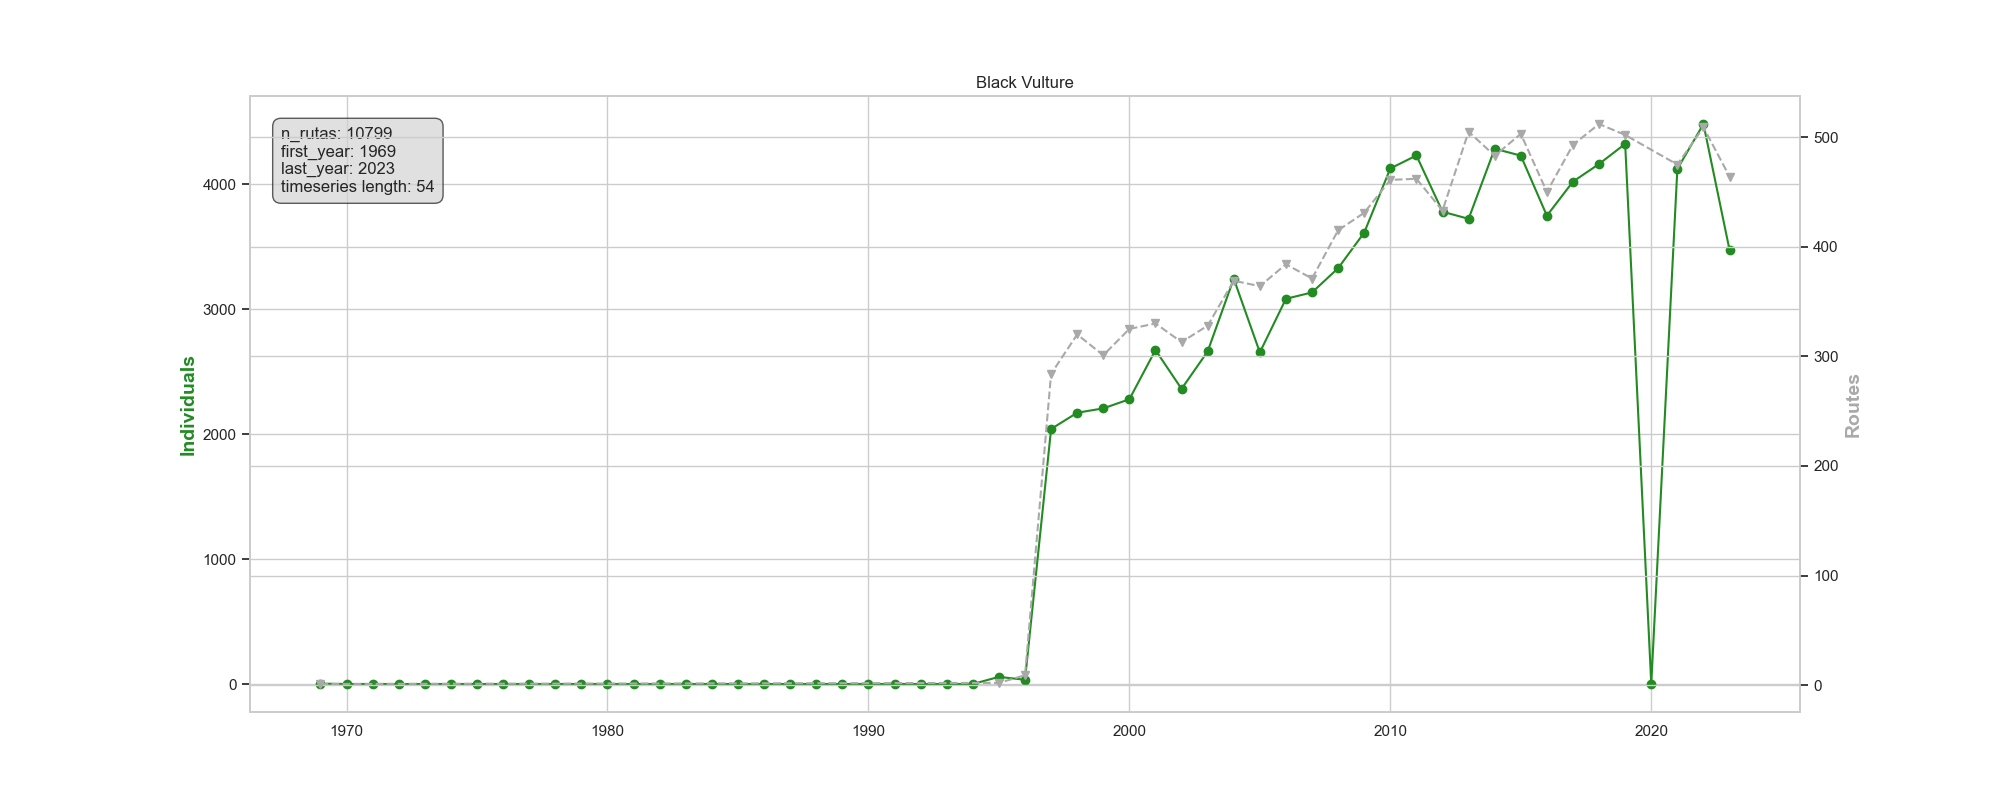 Black Vulture
n_rutas: 10799
first_year: 1969
last_year: 2023
timeseries length: 54
Individuals
4000
3000
2000
1000
0
Routes
500
400
300
200
100
0
1970 1980 1990 2000 2010 2020